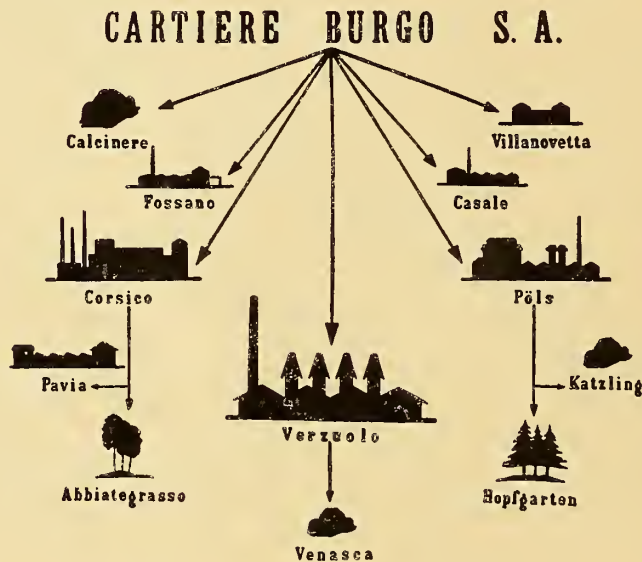 CARTIERE BURGO S. A.
Calcinere
Villanovetta
Fossano
Casale
Corsico
Pöls
Pavia
Katzling
Verzuolo
Abbiategrasso
Hopfgarten
Venasca